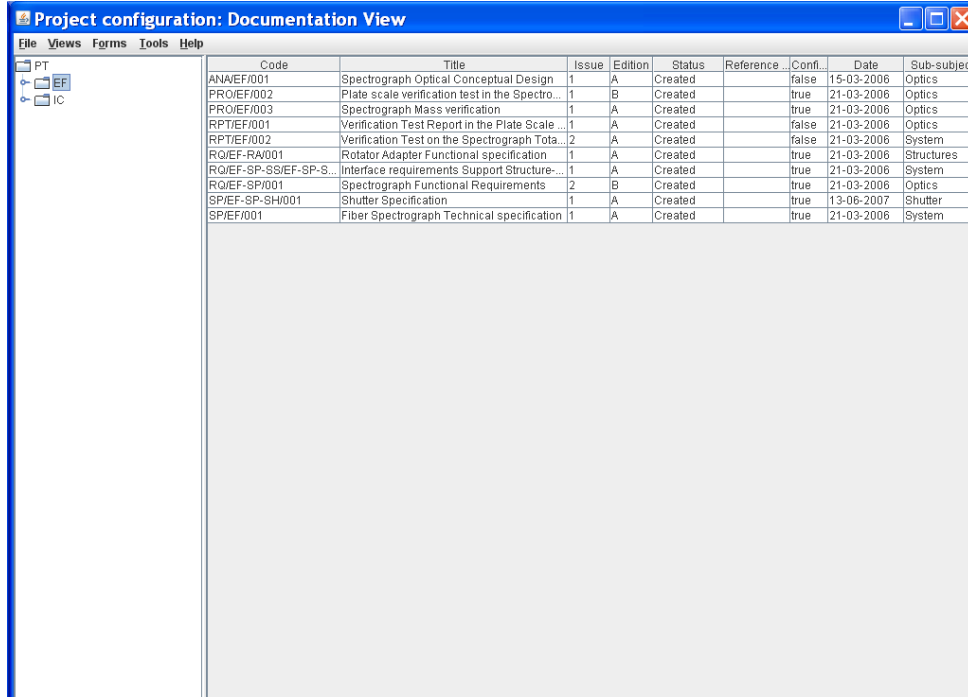 Project configuration: Documentation View
File Views Forms Tools Help
PT
EF
IC
Code Title Issue Edition Status Reference ... Confi... Date Sub-subjec
ANA/EF/001 Spectrograph Optical Conceptual Design 1 A Created false 15-03-2006 Optics
PRO/EF/002 Plate scale verification test in the Spectro... 1 B Created true 21-03-2006 Optics
PRO/EF/003 Spectrograph Mass verification 1 A Created true 21-03-2006 Optics
RPT/EF/001 Verification Test Report in the Plate Scale ... 1 A Created false 21-03-2006 Optics
RPT/EF/002 Verification Test on the Spectrograph Tota... 2 A Created false 21-03-2006 System
RQ/EF-RA/001 Rotator Adapter Functional specification 1 A Created true 21-03-2006 Structures
RQ/EF-SP-SS/EF-SP-S... Interface requirements Support Structure-... 1 A Created true 21-03-2006 System
RQ/EF-SP/001 Spectrograph Functional Requirements 2 B Created true 21-03-2006 Optics
SP/EF-SP-SH/001 Shutter Specification 1 A Created true 13-06-2007 Shutter
SP/EF/001 Fiber Spectrograph Technical specification 1 A Created true 21-03-2006 System